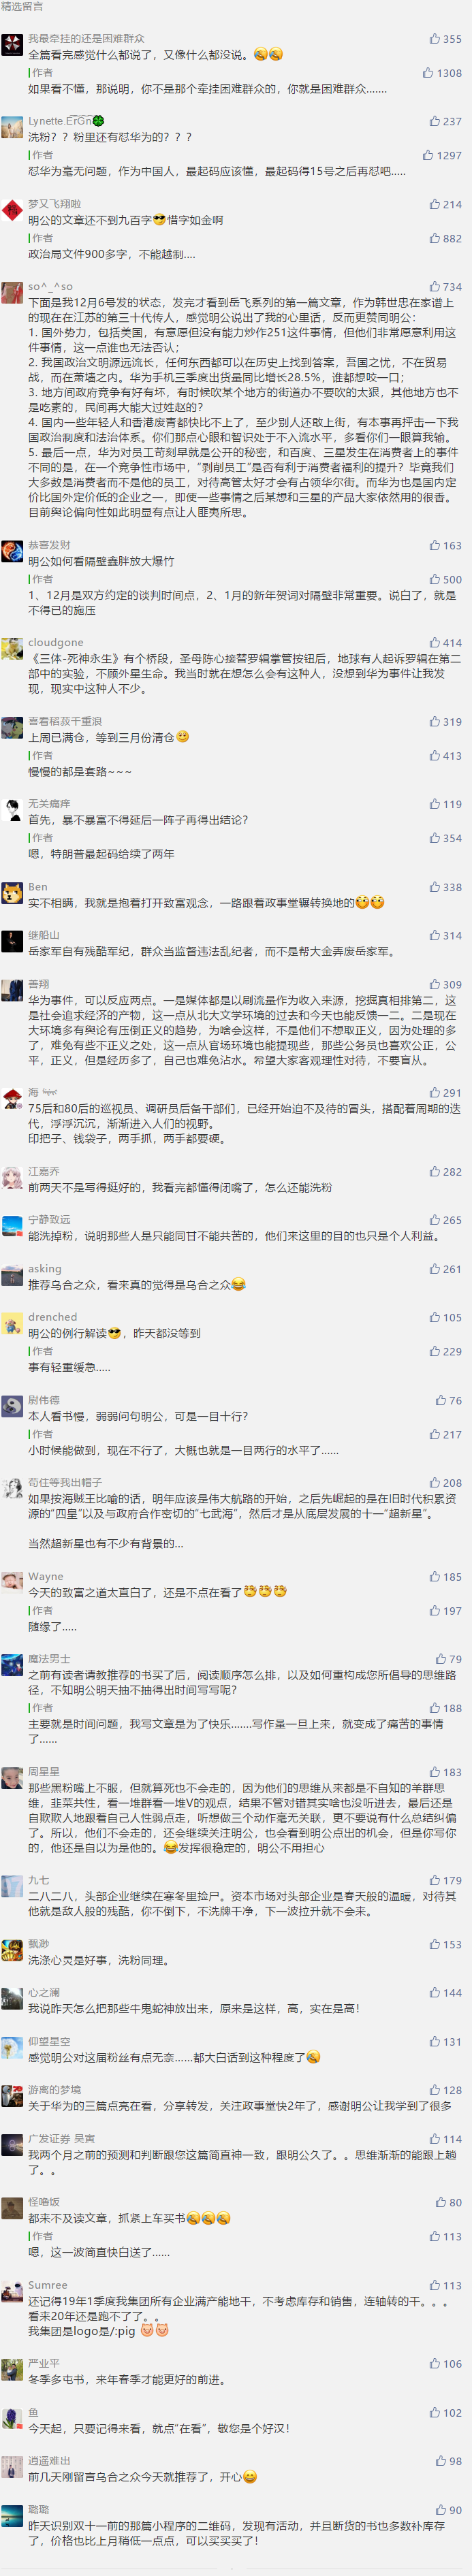 精选留言
我最牵挂的还是困难群众
355
全篇看完感觉什么都说了，又像什么都没说。
作者
1308
如果看不懂，那说明，你不是那个牵挂困难群众的，你就是困难群众.......
237
洗粉？？粉里还有怼华为的？？？
作者
1297
怼华为毫无问题，作为中国人，最起码应该懂，最起码得15号之后再怼吧.....
梦又飞翔啦
214
明公的文章还不到九百字😎惜字如金啊
作者
882
政治局文件900多字，不能越制....
so^_^so
734
下面是我12月6号发的状态，发完才看到岳飞系列的第一篇文章，作为韩世忠在家谱上
的现在在江苏的第三十代传人，感觉明公说出了我的心里话，反而更赞同明公：
1. 国外势力，包括美国，有意愿但没有能力炒作251这件事情，但他们非常愿意利用这
件事情，这一点谁也无法否认；
2. 我国政治文明源远流长，任何东西都可以在历史上找到答案，吾国之忧，不在贸易
战，而在萧墙之内。华为手机三季度出货量同比增长28.5%，谁都想咬一口；
3. 地方间政府竞争有好有坏，有时候吹某个地方的街道办不要吹的太狠，其他地方也不
是吃素的，民间再大能大过姓赵的？
4. 国内一些年轻人和香港废青都快比不上了，至少别人还敢上街，有本事再抨击一下我
国政治制度和法治体系。你们那点心眼和智识处于不入流水平，多看你们一眼算我输。
5. 最后一点，华为对员工苛刻早就是公开的秘密，和百度、三星发生在消费者上的事件
不同的是，在一个竞争性市场中，“剥削员工”是否有利于消费者福利的提升？毕竟我们
大多数是消费者而不是他的员工，对待高管太好才会有占领华尔街。而华为也是国内定
价比国外定价低的企业之一，即使一些事情之后某想和三星的产品大家依然用的很香。
目前舆论偏向性如此明显有点让人匪夷所思。
恭喜发财
163
明公如何看隔壁鑫胖放大爆竹
作者
500
1、12月是双方约定的谈判时间点，2、1月的新年贺词对隔壁非常重要。说白了，就是
不得已的施压
cloudgone
414
《三体-死神永生》有个桥段，圣母陈心接替罗辑掌管按钮后，地球有人起诉罗辑在第二
部中的实验，不顾外星生命。我当时就在想怎么会有这种人，没想到华为事件让我发
现，现实中这种人不少。
喜看稻菽千重浪
319
上周已满仓，等到三月份清仓
作者
413
慢慢的都是套路~~~
无关痛痒
119
首先，暴不暴富不得延后一阵子再得出结论？
作者
354
嗯，特朗普最起码给续了两年
Ben
338
实不相瞒，我就是抱着打开致富观念，一路跟着政事堂辗转换地的
继船山
314
岳家军自有残酷军纪，群众当监督违法乱纪者，而不是帮大金弄废岳家军。
善翔
309
华为事件，可以反应两点。一是媒体都是以刷流量作为收入来源，挖掘真相排第二，这
是社会追求经济的产物，这一点从北大文学环境的过去和今天也能反馈一二。二是现在
大环境多有舆论有压倒正义的趋势，为啥会这样，不是他们不想取正义，因为处理的多
了，难免有些不正义之处，这一点从官场环境也能提现些，那些公务员也喜欢公正，公
平，正义，但是经历多了，自己也难免沾水。希望大家客观理性对待，不要盲从。
海
291
75后和80后的巡视员、调研员后备干部们，已经开始迫不及待的冒头，搭配着周期的迭
代，浮浮沉沉，渐渐进入人们的视野。
印把子、钱袋子，两手抓，两手都要硬。
江嘉乔
282
前两天不是写得挺好的，我看完都懂得闭嘴了，怎么还能洗粉
宁静致远
265
能洗掉粉，说明那些人是只能同甘不能共苦的，他们来这里的目的也只是个人利益。
asking
261
推荐乌合之众，看来真的觉得是乌合之众😂
drenched
105
明公的例行解读😎，昨天都没等到
作者
229
事有轻重缓急.....
尉伟德
76
本人看书慢，弱弱问句明公，可是一目十行？
作者
217
小时候能做到，现在不行了，大概也就是一目两行的水平了......
苟住等我出帽子
208
如果按海贼王比喻的话，明年应该是伟大航路的开始，之后先崛起的是在旧时代积累资
源的“四皇”以及与政府合作密切的“七武海”，然后才是从底层发展的十一“超新星”。
当然超新星也有不少有背景的...
Wayne
185
今天的致富之道太直白了，还是不点在看了
作者
197
随缘了.....
魔法男士
79
之前有读者请教推荐的书买了后，阅读顺序怎么排，以及如何重构成您所倡导的思维路
径，不知明公明天抽不抽得出时间写写呢？
作者
188
主要就是时间问题，我写文章是为了快乐.......写作量一旦上来，就变成了痛苦的事情
了......
周星星
183
那些黑粉嘴上不服，但就算死也不会走的，因为他们的思维从来都是不自知的羊群思
维，韭菜共性，看一堆群看一堆V的观点，结果不管对错其实啥也没听进去，最后还是
自欺欺人地跟着自己人性弱点走，听想做三个动作毫无关联，更不要说有什么总结纠偏
了。所以，他们不会走的，还会继续关注明公，也会看到明公点出的机会，但是你写你
的，他还是自以为是他的。😂发挥很稳定的，明公不用担心
九七
179
二八二八，头部企业继续在寒冬里捡尸。资本市场对头部企业是春天般的温暖，对待其
他就是敌人般的残酷，你不倒下，不洗牌干净，下一波拉升就不会来。
飘渺
153
洗涤心灵是好事，洗粉同理。
心之澜
144
我说昨天怎么把那些牛鬼蛇神放出来，原来是这样，高，实在是高！
仰望星空
131
感觉明公对这届粉丝有点无奈......都大白话到这种程度了
游离的梦境
128
关于华为的三篇点亮在看，分享转发，关注政事堂快2年了，感谢明公让我学到了很多
广发证券 吴寅
114
我两个月之前的预测和判断跟您这篇简直神一致，跟明公久了。。思维渐渐的能跟上趟
了。。
怪噜饭
80
都来不及读文章，抓紧上车买书
作者
113
嗯，这一波简直快白送了......
Sumree
113
还记得19年1季度我集团所有企业满产能地干，不考虑库存和销售，连轴转的干。。。
看来20年还是跑不了了。。
我集团是logo是/:pig
严业平
106
冬季多屯书，来年春季才能更好的前进。
鱼
102
今天起，只要记得来看，就点“在看”，敬您是个好汉！
逍遥难出
98
前几天刚留言乌合之众今天就推荐了，开心😄
璐璐
90
昨天识别双十一前的那篇小程序的二维码，发现有活动，并且断货的书也多数补库存
了，价格也比上月稍低一点点，可以买买买了！